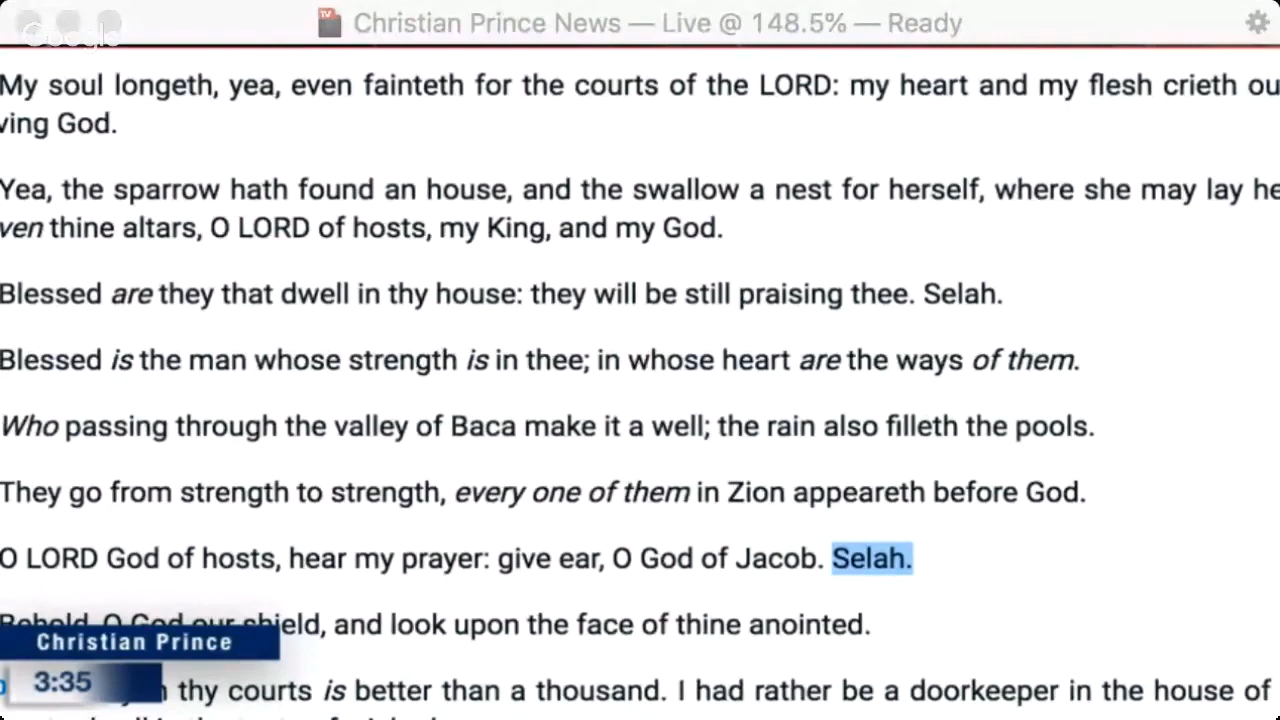 Google
Christian Prince News — Live @ 148.5% — Ready
My soul longeth, yea, even fainteth for the courts of the LORD: my heart and my flesh crieth ou
ving God.
Yea, the sparrow hath found an house, and the swallow a nest for herself, where she may lay he
ven thine altars, O LORD of hosts, my King, and my God.
Blessed are they that dwell in thy house: they will be still praising thee. Selah.
Blessed is the man whose strength is in thee; in whose heart are the ways of them.
Who passing through the valley of Baca make it a well; the rain also filleth the pools.
They go from strength to strength, every one of them in Zion appeareth before God.
O LORD God of hosts, hear my prayer: give ear, O God of Jacob. Selah.
Behold, O God our shield, and look upon the face of thine anointed.
Christian Prince
3:35
thy courts is better than a thousand. I had rather be a doorkeeper in the house of